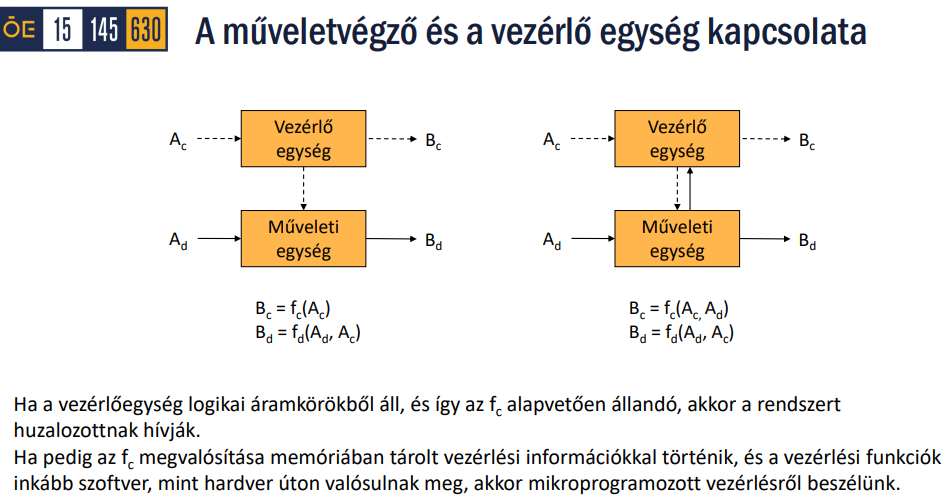 ŌE 15 145 630
A műveletvégző és a vezérlő egység kapcsolata
Vezérlő
egység
A_c
B_c
Műveleti
egység
A_d
B_d
B_c = f_c(A_c)
B_d = f_d(A_d, A_c)
Vezérlő
egység
A_c
B_c
Műveleti
egység
A_d
B_d
B_c = f_c(A_c, A_d)
B_d = f_d(A_d, A_c)
Ha a vezérlőegység logikai áramkörökből áll, és így az f_c alapvetően állandó, akkor a rendszert
huzalozottnak hívják.
Ha pedig az f_c megvalósítása memóriában tárolt vezérlési információkkal történik, és a vezérlési funkciók
inkább szoftver, mint hardver úton valósulnak meg, akkor mikroprogramozott vezérlésről beszélünk.